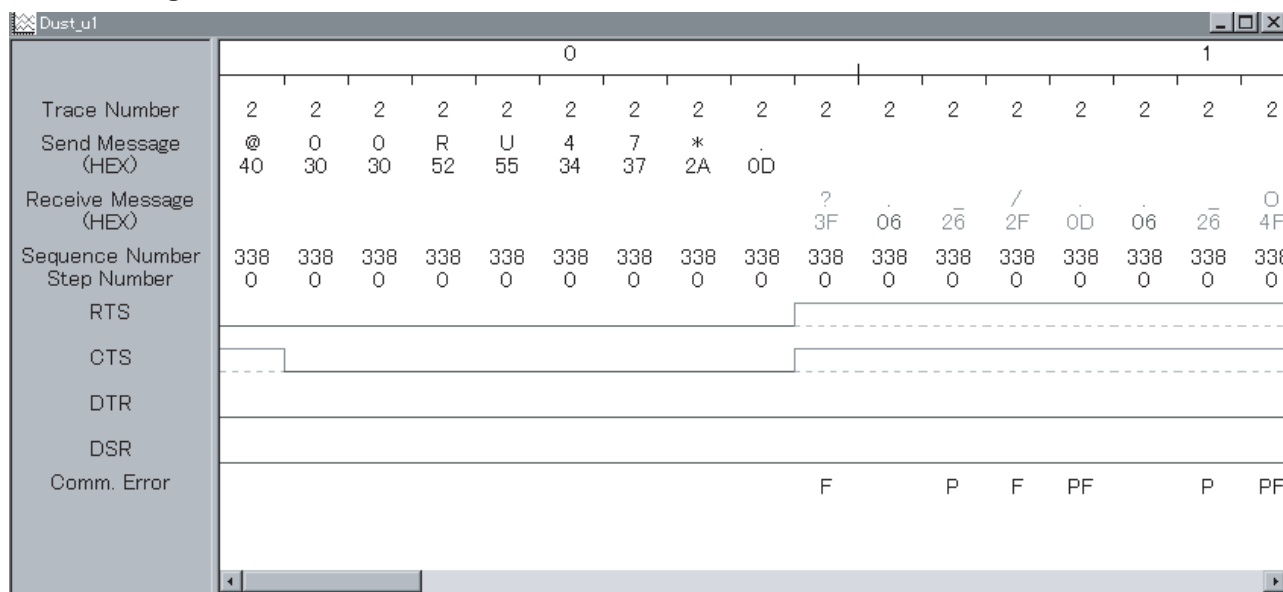 Dust_u1
0 1
Trace Number 2 2 2 2 2 2 2 2 2 2 2 2 2 2 2 2 2
Send Message @ 0 0 R U 4 7 * .
(HEX) 40 30 30 52 55 34 37 2A 0D
Receive Message ? . _ / . . _ O
(HEX) 3F 06 26 2F 0D 06 26 4F
Sequence Number 338 338 338 338 338 338 338 338 338 338 338 338 338 338 338 338 338
Step Number 0 0 0 0 0 0 0 0 0 0 0 0 0 0 0 0 0
RTS
CTS
DTR
DSR
Comm. Error F P F PF P PF